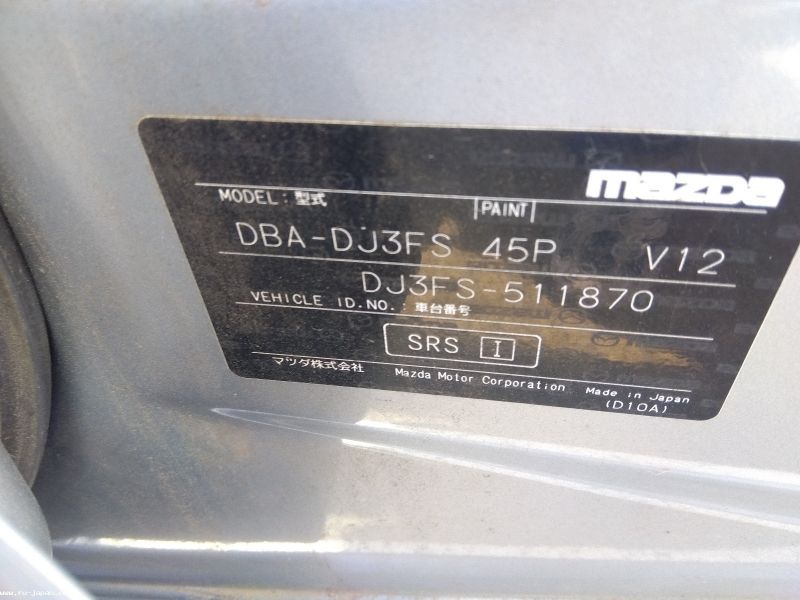 mazda
MODEL: 型式 PAINT
DBA-DJ3FS 45P V12
DJ3FS-511870
VEHICLE ID.NO.: 車台番号
SRS I
マツダ株式会社 Mazda Motor Corporation Made in Japan
(D10A)